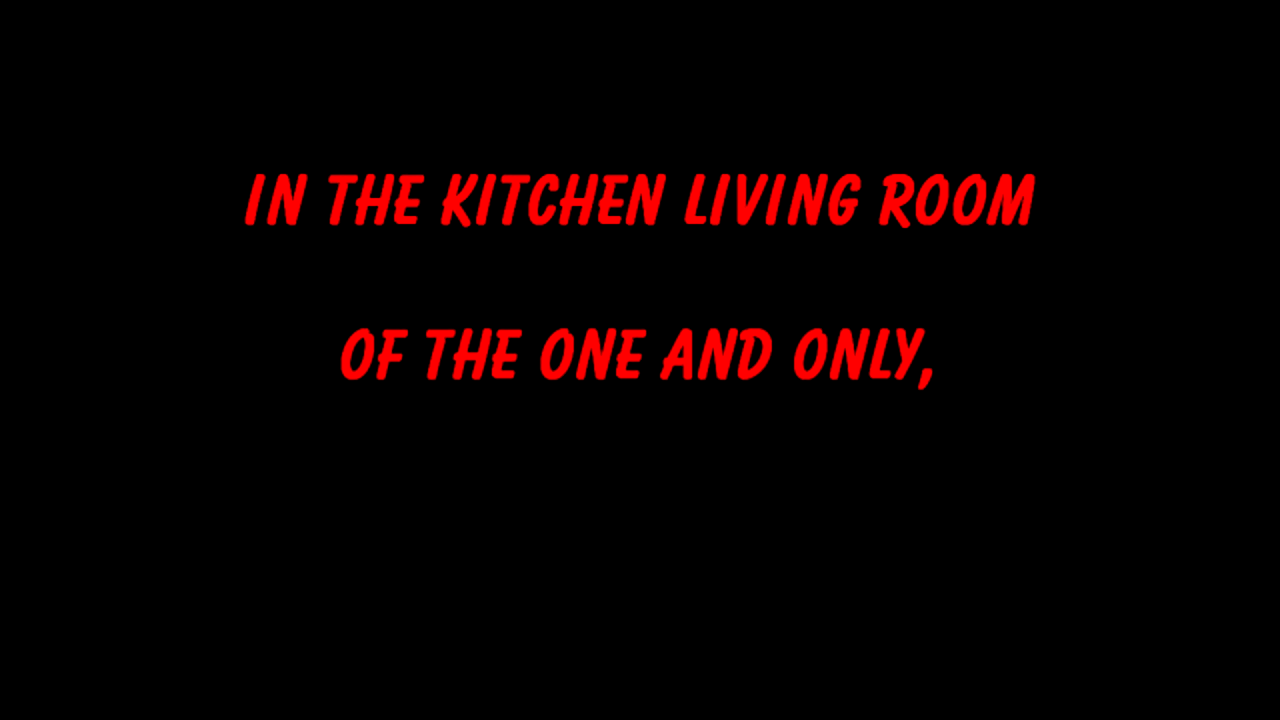 IN THE KITCHEN LIVING ROOM
OF THE ONE AND ONLY,